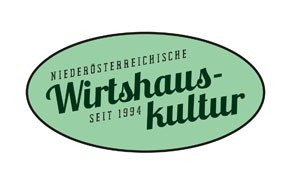 NIEDERÖSTERREICHISCHE
Wirtshaus-
SEIT 1994
kultur